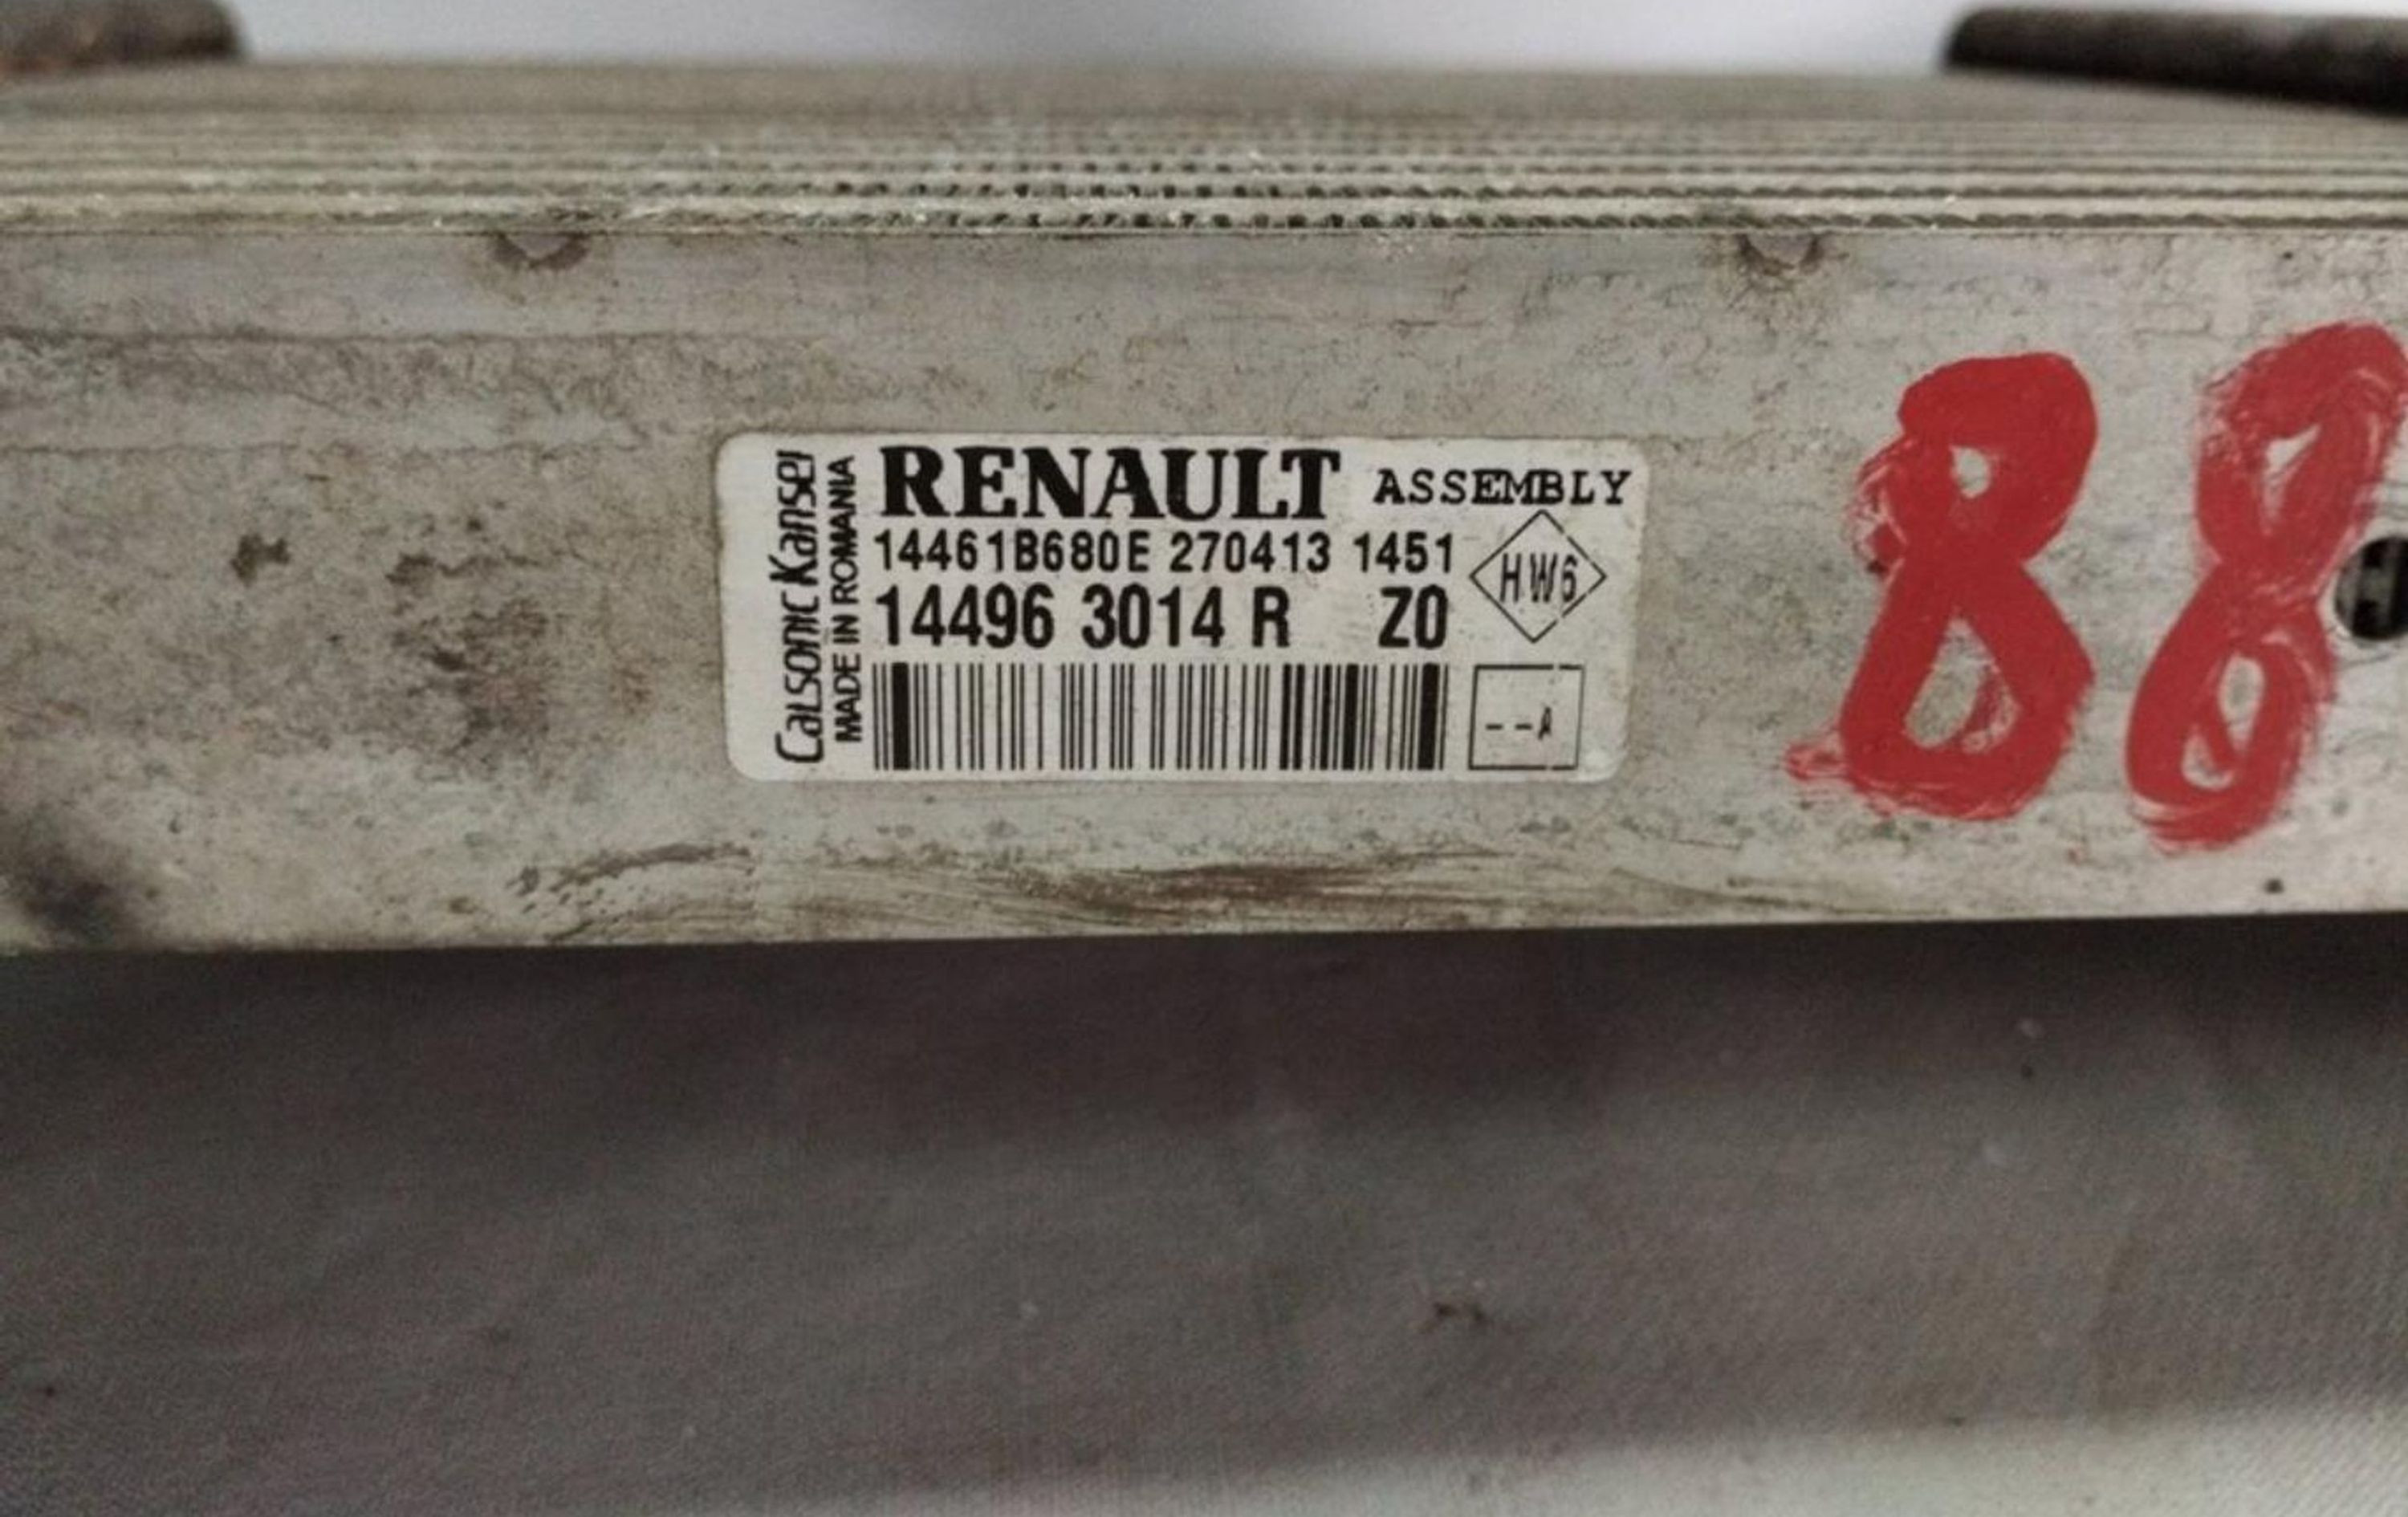 Calsonic Kansei
MADE IN ROMANIA
RENAULT ASSEMBLY
14461B680E 270413 1451
HW6
14496 3014 R Z0
--A
88